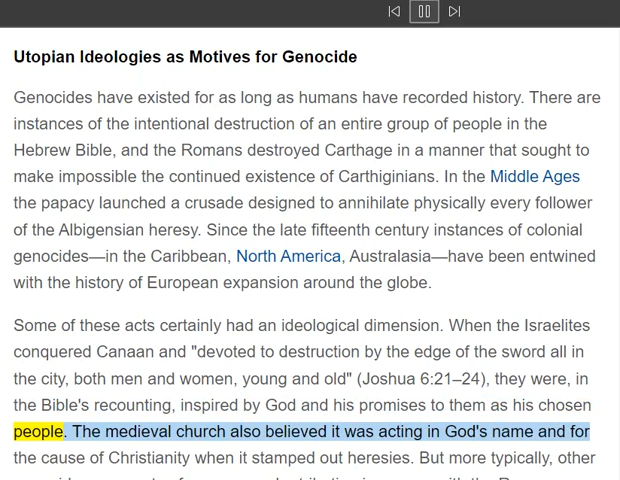 Utopian Ideologies as Motives for Genocide
Genocides have existed for as long as humans have recorded history. There are
instances of the intentional destruction of an entire group of people in the
Hebrew Bible, and the Romans destroyed Carthage in a manner that sought to
make impossible the continued existence of Carthiginians. In the Middle Ages
the papacy launched a crusade designed to annihilate physically every follower
of the Albigensian heresy. Since the late fifteenth century instances of colonial
genocides—in the Caribbean, North America, Australasia—have been entwined
with the history of European expansion around the globe.
Some of these acts certainly had an ideological dimension. When the Israelites
conquered Canaan and "devoted to destruction by the edge of the sword all in
the city, both men and women, young and old" (Joshua 6:21–24), they were, in
the Bible's recounting, inspired by God and his promises to them as his chosen
people. The medieval church also believed it was acting in God's name and for
the cause of Christianity when it stamped out heresies. But more typically, other